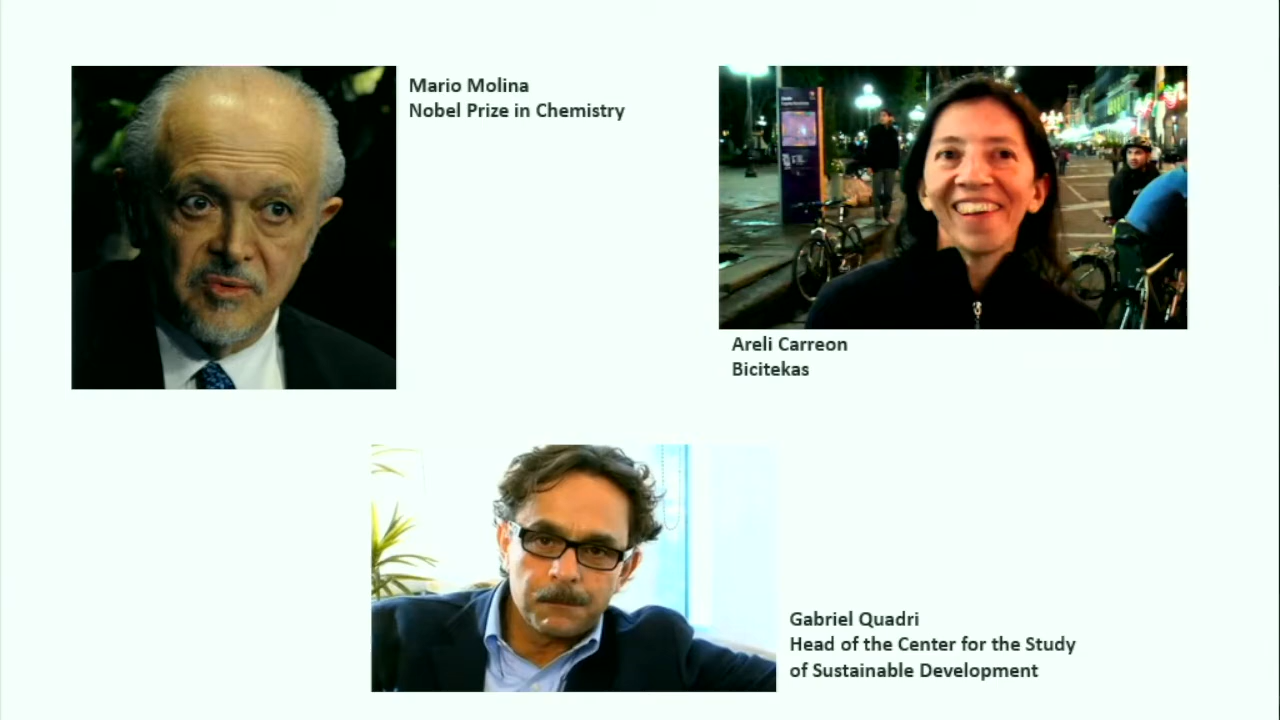 Mario Molina
Nobel Prize in Chemistry
Areli Carreon
Bicitekas
Gabriel Quadri
Head of the Center for the Study
of Sustainable Development